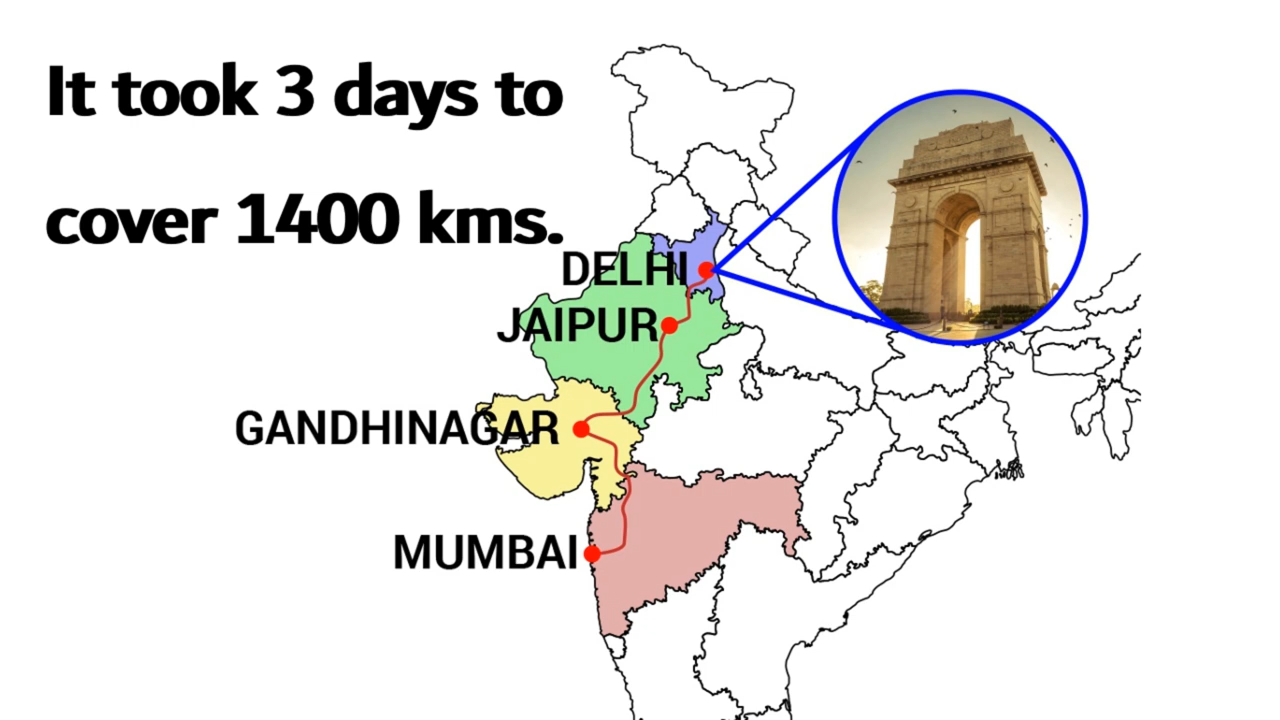 It took 3 days to
cover 1400 kms.
DELHI
JAIPUR
GANDHINAGAR
MUMBAI